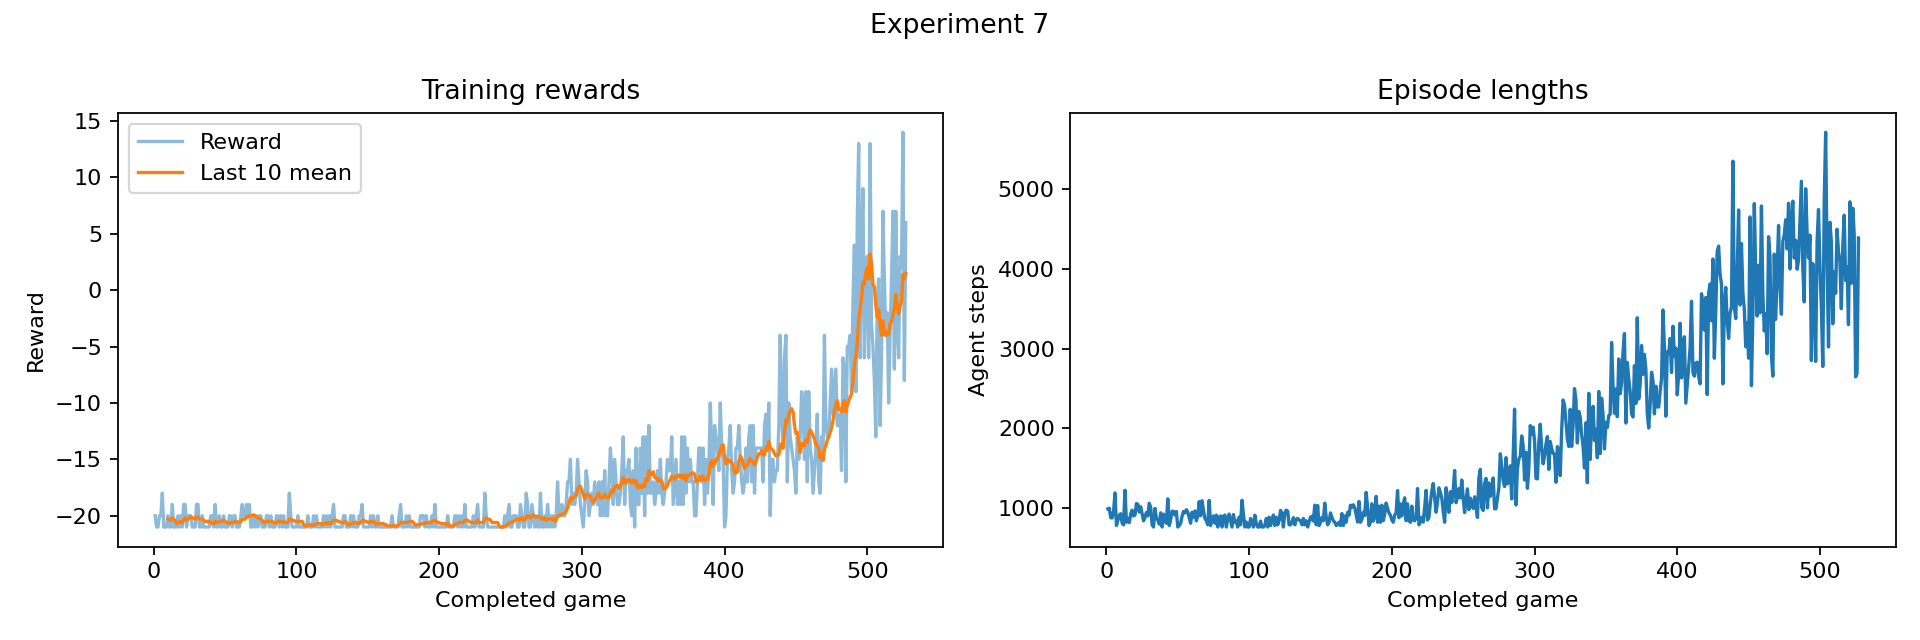 Experiment 7
Training rewards
Reward
Last 10 mean
15
10
5
0
−5
−10
−15
−20
Reward
0 100 200 300 400 500
Completed game
Episode lengths
5000
4000
3000
2000
1000
Agent steps
0 100 200 300 400 500
Completed game